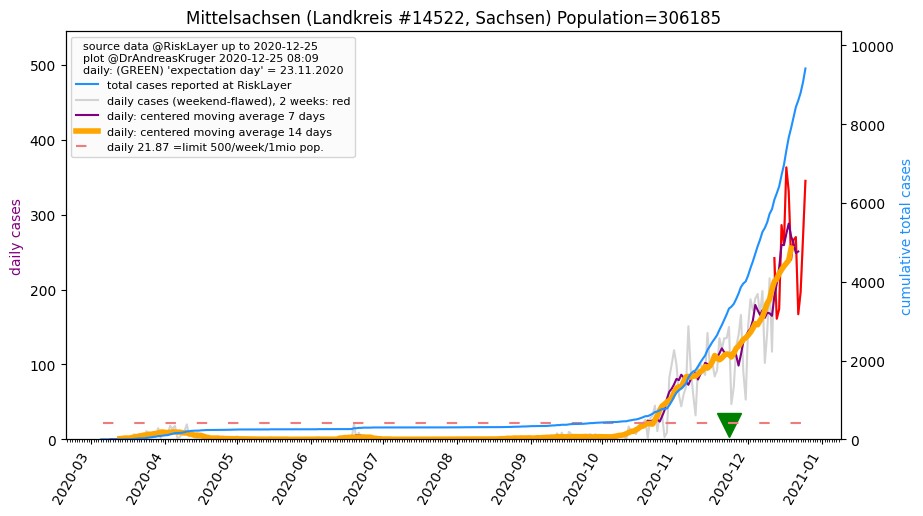 Mittelsachsen (Landkreis #14522, Sachsen) Population=306185
source data @RiskLayer up to 2020-12-25
plot @DrAndreasKruger 2020-12-25 08:09
daily: (GREEN) 'expectation day' = 23.11.2020
total cases reported at RiskLayer
daily cases (weekend-flawed), 2 weeks: red
daily: centered moving average 7 days
daily: centered moving average 14 days
daily 21.87 =limit 500/week/1mio pop.
daily cases
500
400
300
200
100
0
cumulative total cases
10000
8000
6000
4000
2000
0
2020-03
2020-04
2020-05
2020-06
2020-07
2020-08
2020-09
2020-10
2020-11
2020-12
2021-01